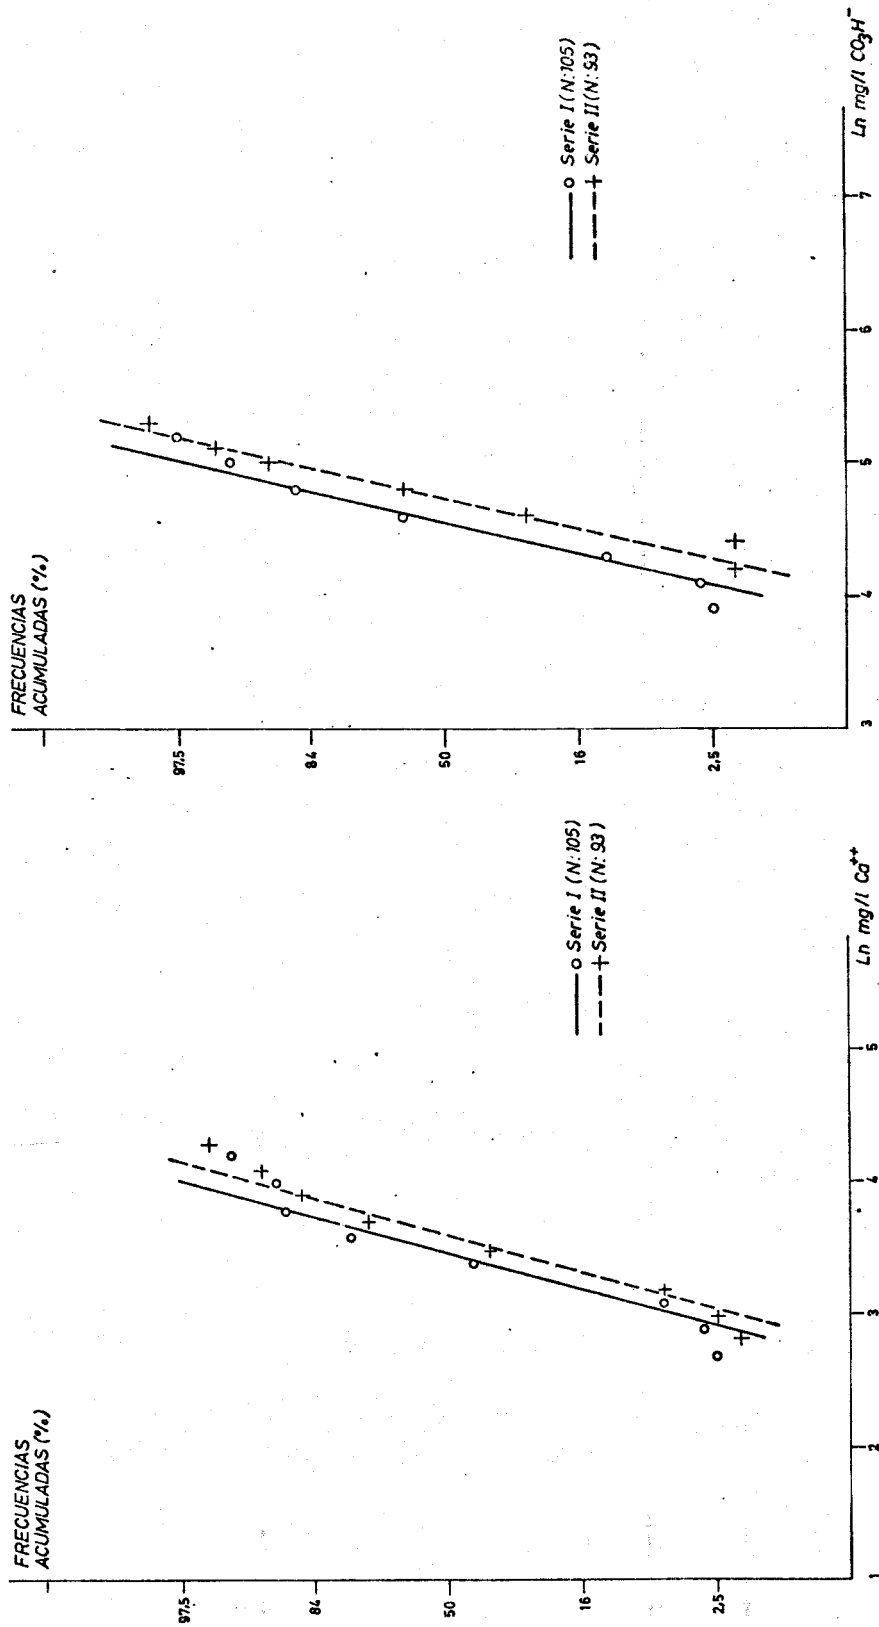 FRECUENCIAS
ACUMULADAS (%)
97,5
84
50
16
2,5
1
2
3
4
5
Ln mg/l Ca++
o Serie I (N:105)
+ Serie II (N:93)
FRECUENCIAS
ACUMULADAS (%)
97,5
84
50
16
2,5
3
4
5
6
7
Ln mg/l CO₃H⁻
o Serie I (N:105)
+ Serie II (N:93)